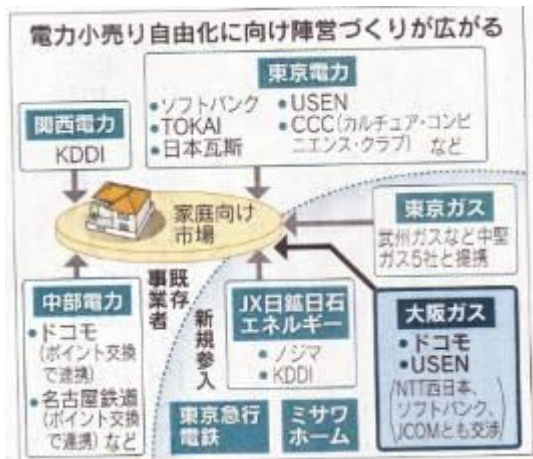 電力小売り自由化に向け陣営づくりが広がる
東京電力
●ソフトバンク
●TOKAI
●日本瓦斯
●USEN
●CCC(カルチュア・コンビ
ニエンス・クラブ) など
関西電力
KDDI
家庭向け
市場
東京ガス
武州ガスなど中堅
ガス5社と提携
中部電力
●ドコモ
(ポイント交換
で連携)
●名古屋鉄道
(ポイント交換
で連携)など
既存
事業者
新規参入
JX日鉱日石
エネルギー
●ノジマ
●KDDI
大阪ガス
●ドコモ
●USEN
(NTT西日本、
ソフトバンク、
JCOMとも交渉)
東京急行
電鉄
ミサワ
ホーム